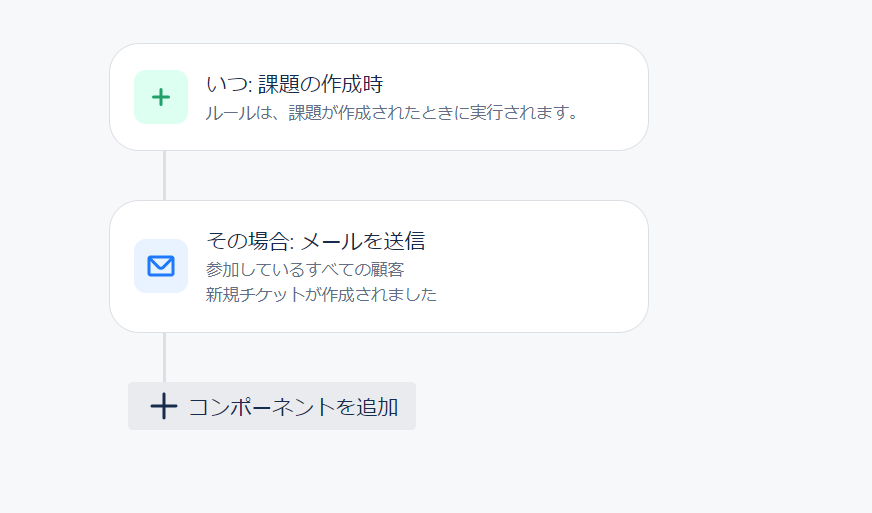 いつ: 課題の作成時
ルールは、課題が作成されたときに実行されます。
その場合: メールを送信
参加しているすべての顧客
新規チケットが作成されました
コンポーネントを追加